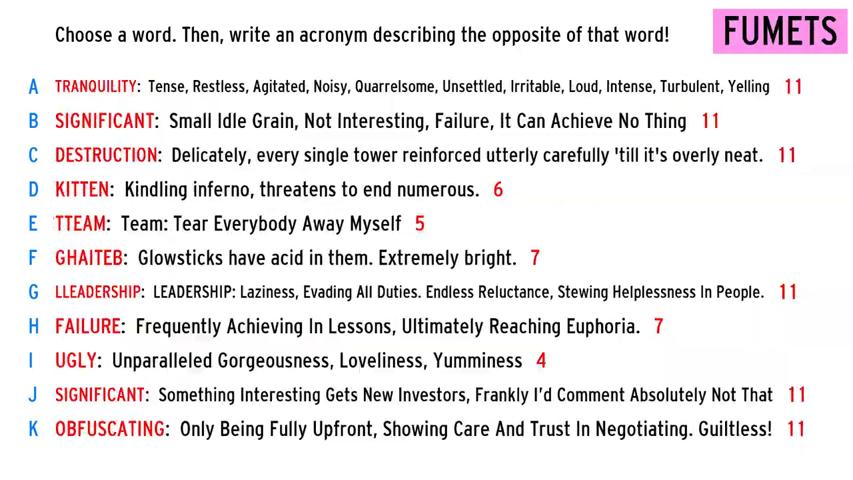 Choose a word. Then, write an acronym describing the opposite of that word!
FUMETS
A TRANQUILITY: Tense, Restless, Agitated, Noisy, Quarrelsome, Unsettled, Irritable, Loud, Intense, Turbulent, Yelling 11
B SIGNIFICANT: Small Idle Grain, Not Interesting, Failure, It Can Achieve No Thing 11
C DESTRUCTION: Delicately, every single tower reinforced utterly carefully 'till it's overly neat. 11
D KITTEN: Kindling inferno, threatens to end numerous. 6
E TTEAM: Team: Tear Everybody Away Myself 5
F GHAITEB: Glowsticks have acid in them. Extremely bright. 7
G LLEADERSHIP: LEADERSHIP: Laziness, Evading All Duties. Endless Reluctance, Stewing Helplessness In People. 11
H FAILURE: Frequently Achieving In Lessons, Ultimately Reaching Euphoria. 7
I UGLY: Unparalleled Gorgeousness, Loveliness, Yumminess 4
J SIGNIFICANT: Something Interesting Gets New Investors, Frankly I'd Comment Absolutely Not That 11
K OBFUSCATING: Only Being Fully Upfront, Showing Care And Trust In Negotiating. Guiltless! 11